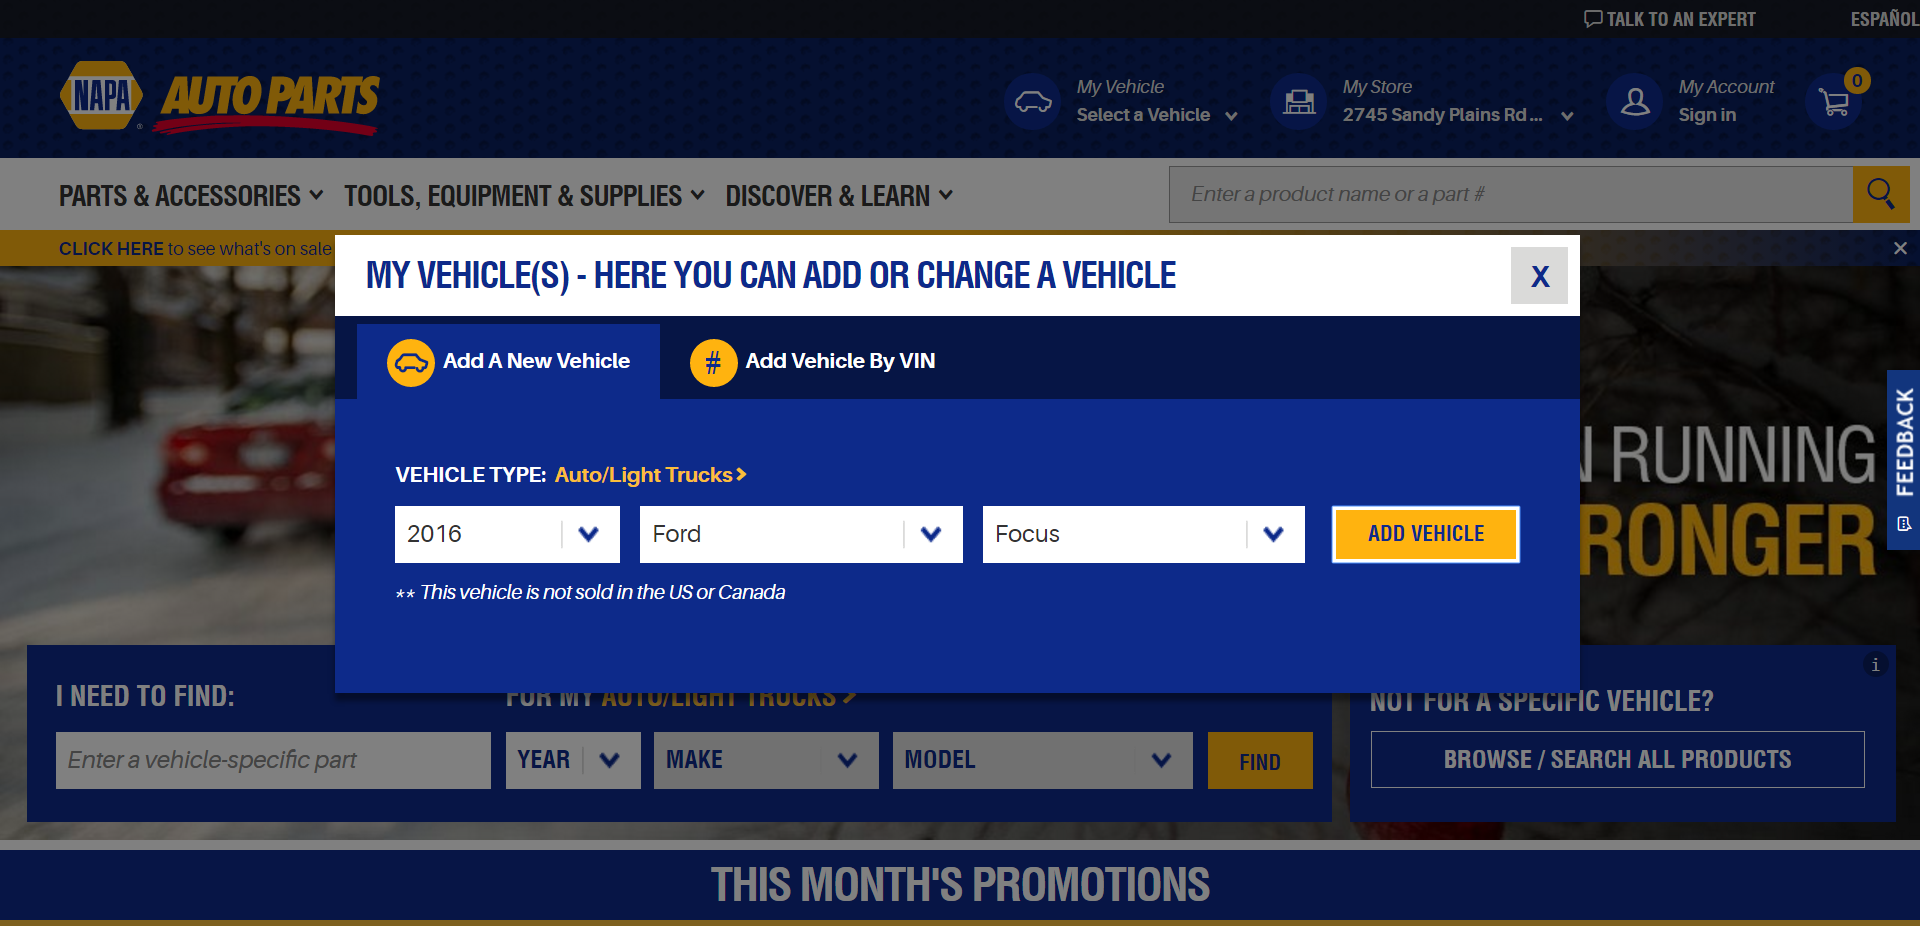 TALK TO AN EXPERT
ESPAÑOL
NAPA AUTO PARTS
®
My Vehicle
Select a Vehicle
My Store
2745 Sandy Plains Rd ...
My Account
Sign in
0
PARTS & ACCESSORIES
TOOLS, EQUIPMENT & SUPPLIES
DISCOVER & LEARN
Enter a product name or a part #
CLICK HERE to see what's on sale
MY VEHICLE(S) - HERE YOU CAN ADD OR CHANGE A VEHICLE
X
Add A New Vehicle
# Add Vehicle By VIN
VEHICLE TYPE: Auto/Light Trucks
2016
Ford
Focus
ADD VEHICLE
** This vehicle is not sold in the US or Canada
RUNNING
RONGER
FEEDBACK
i
I NEED TO FIND:
FOR MY AUTO/LIGHT TRUCKS
Enter a vehicle-specific part
YEAR
MAKE
MODEL
FIND
NOT FOR A SPECIFIC VEHICLE?
BROWSE / SEARCH ALL PRODUCTS
THIS MONTH'S PROMOTIONS